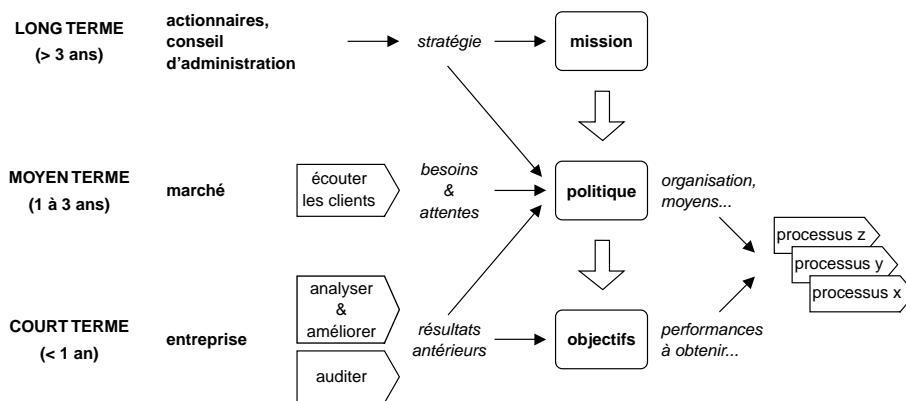 LONG TERME
(> 3 ans)
actionnaires,
conseil
d'administration
stratégie
mission
MOYEN TERME
(1 à 3 ans)
marché
écouter
les clients
besoins
&
attentes
politique
organisation,
moyens...
processus z
processus y
processus x
COURT TERME
(< 1 an)
entreprise
analyser
&
améliorer
auditer
résultats
antérieurs
objectifs
performances
à obtenir...